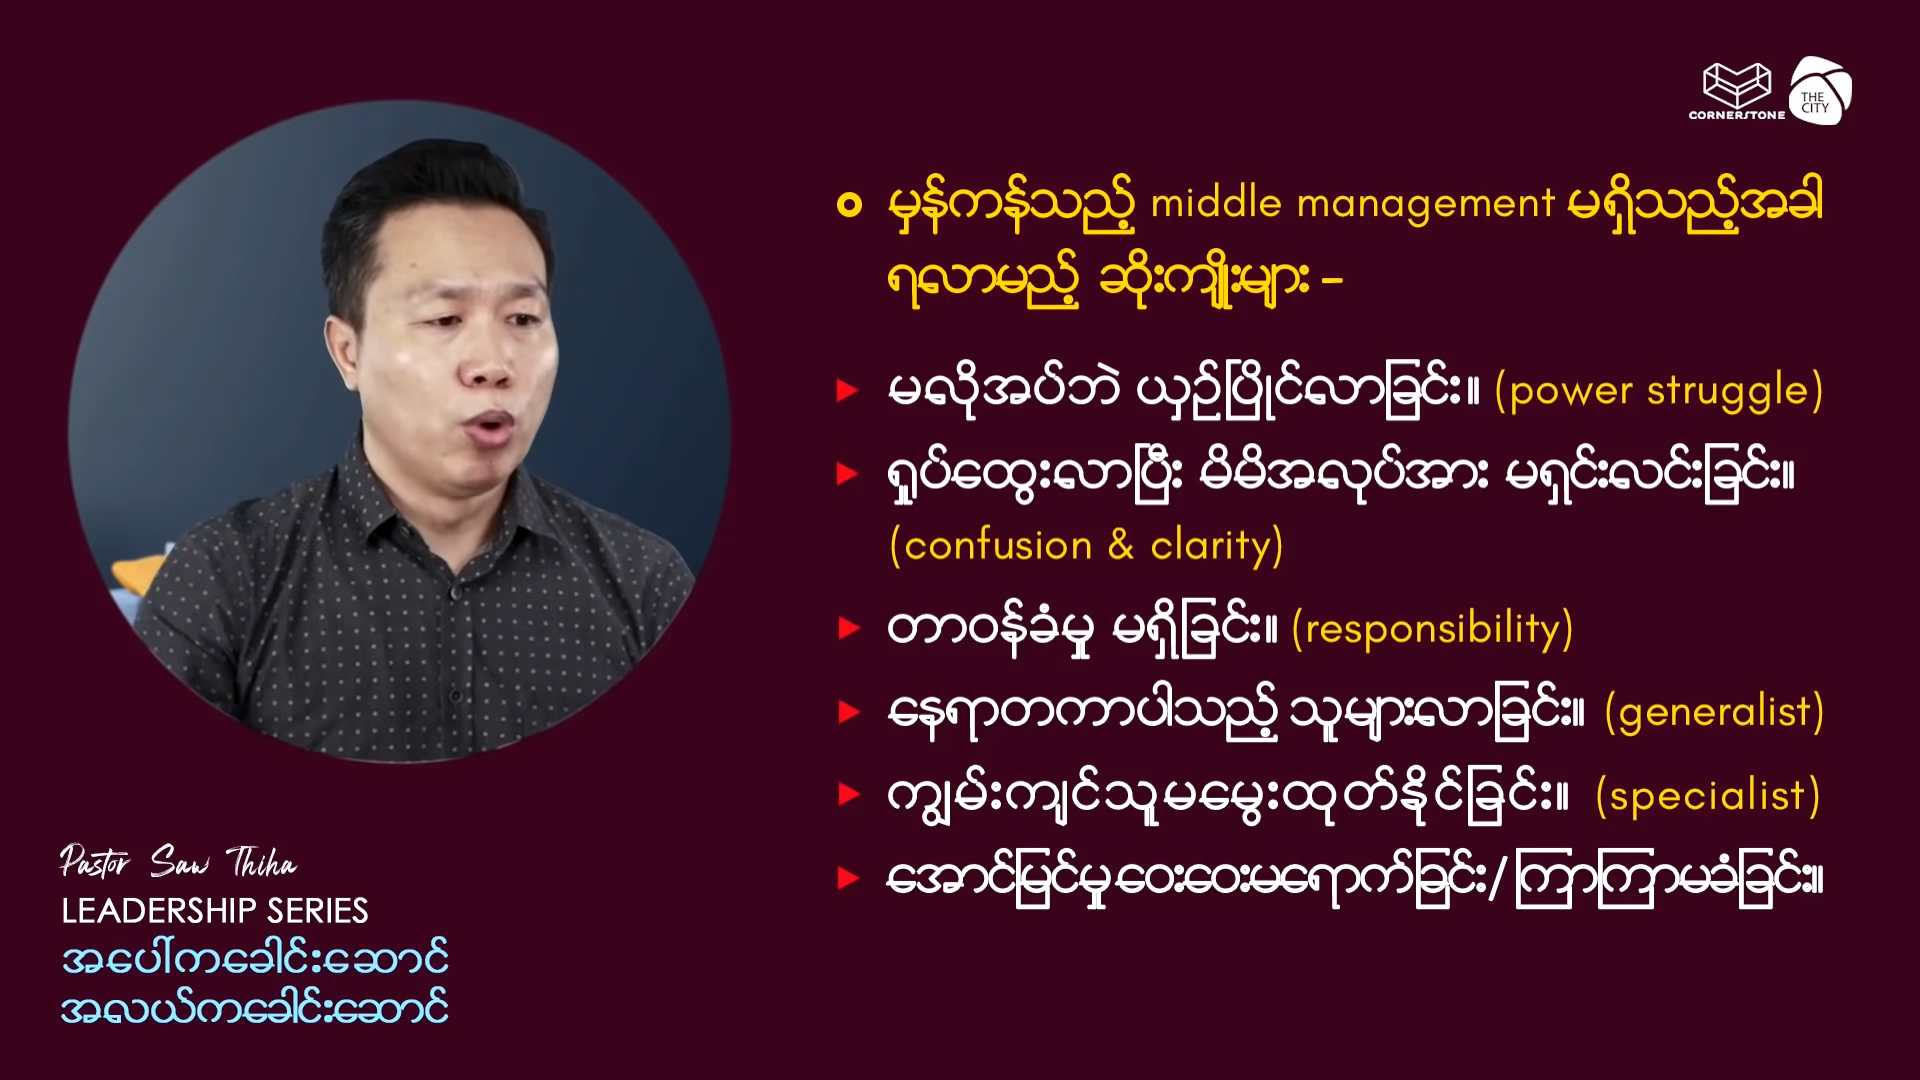 CORNERSTONE
THE
CITY
မှန်ကန်သည့် middle management မရှိသည့်အခါ
ရလာမည့် ဆိုးကျိုးများ –
မလိုအပ်ဘဲ ယှဉ်ပြိုင်လာခြင်း။ (power struggle)
ရှုပ်ထွေးလာပြီး မိမိအလုပ်အား မရှင်းလင်းခြင်း။
(confusion & clarity)
တာဝန်ခံမှု မရှိခြင်း။ (responsibility)
နေရာတကာပါသည့် သူများလာခြင်း။ (generalist)
ကျွမ်းကျင်သူမမွေးထုတ်နိုင်ခြင်း။ (specialist)
အောင်မြင်မှုဝေးဝေးမရောက်ခြင်း/ကြာကြာမခံခြင်း။
Pastor Saw Thiha
LEADERSHIP SERIES
အပေါ်ကခေါင်းဆောင်
အလယ်ကခေါင်းဆောင်